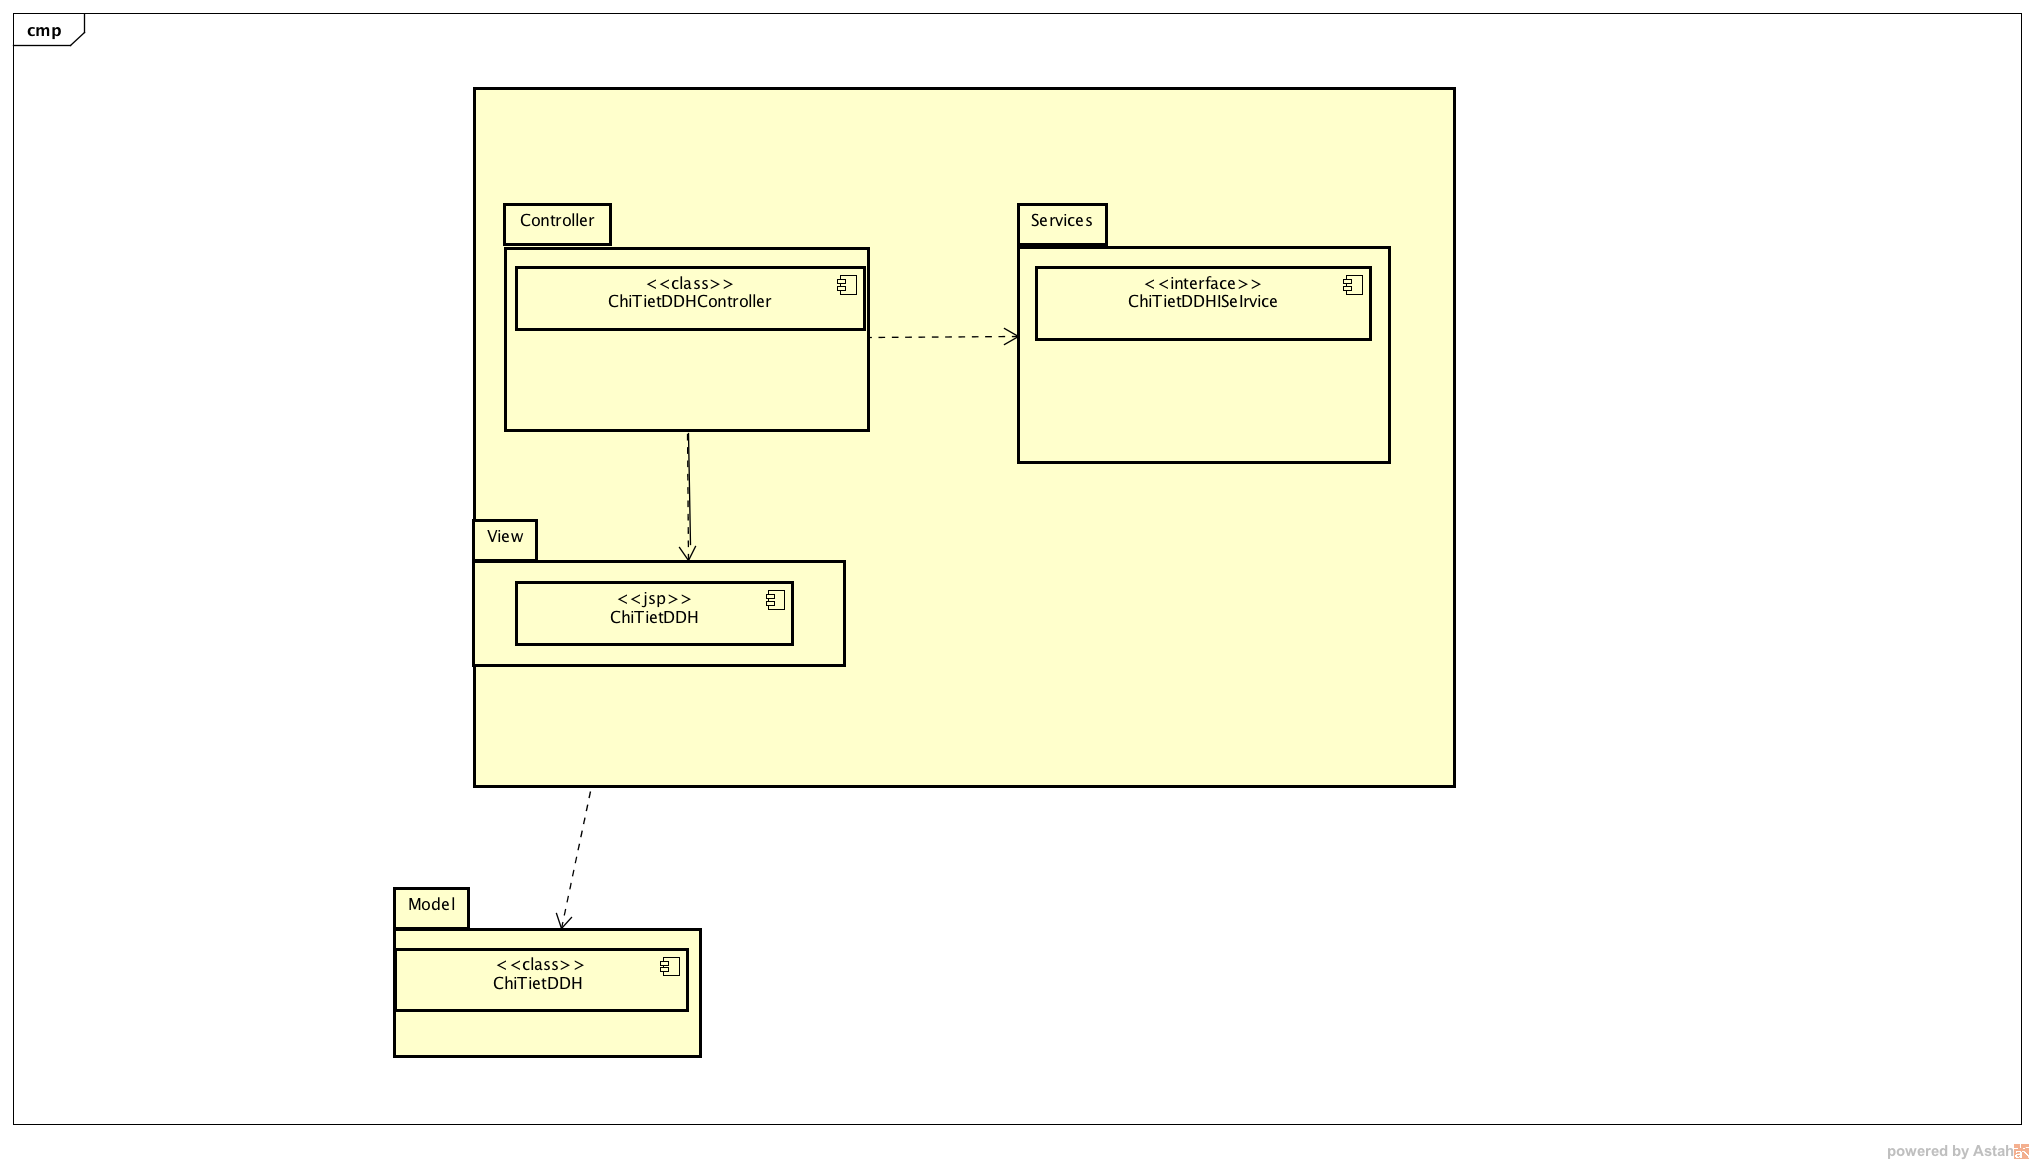 cmp
Controller
<<class>>
ChiTietDDHController
Services
<<interface>>
ChiTietDDHISeIrvice
View
<<jsp>>
ChiTietDDH
Model
<<class>>
ChiTietDDH
powered by Astah